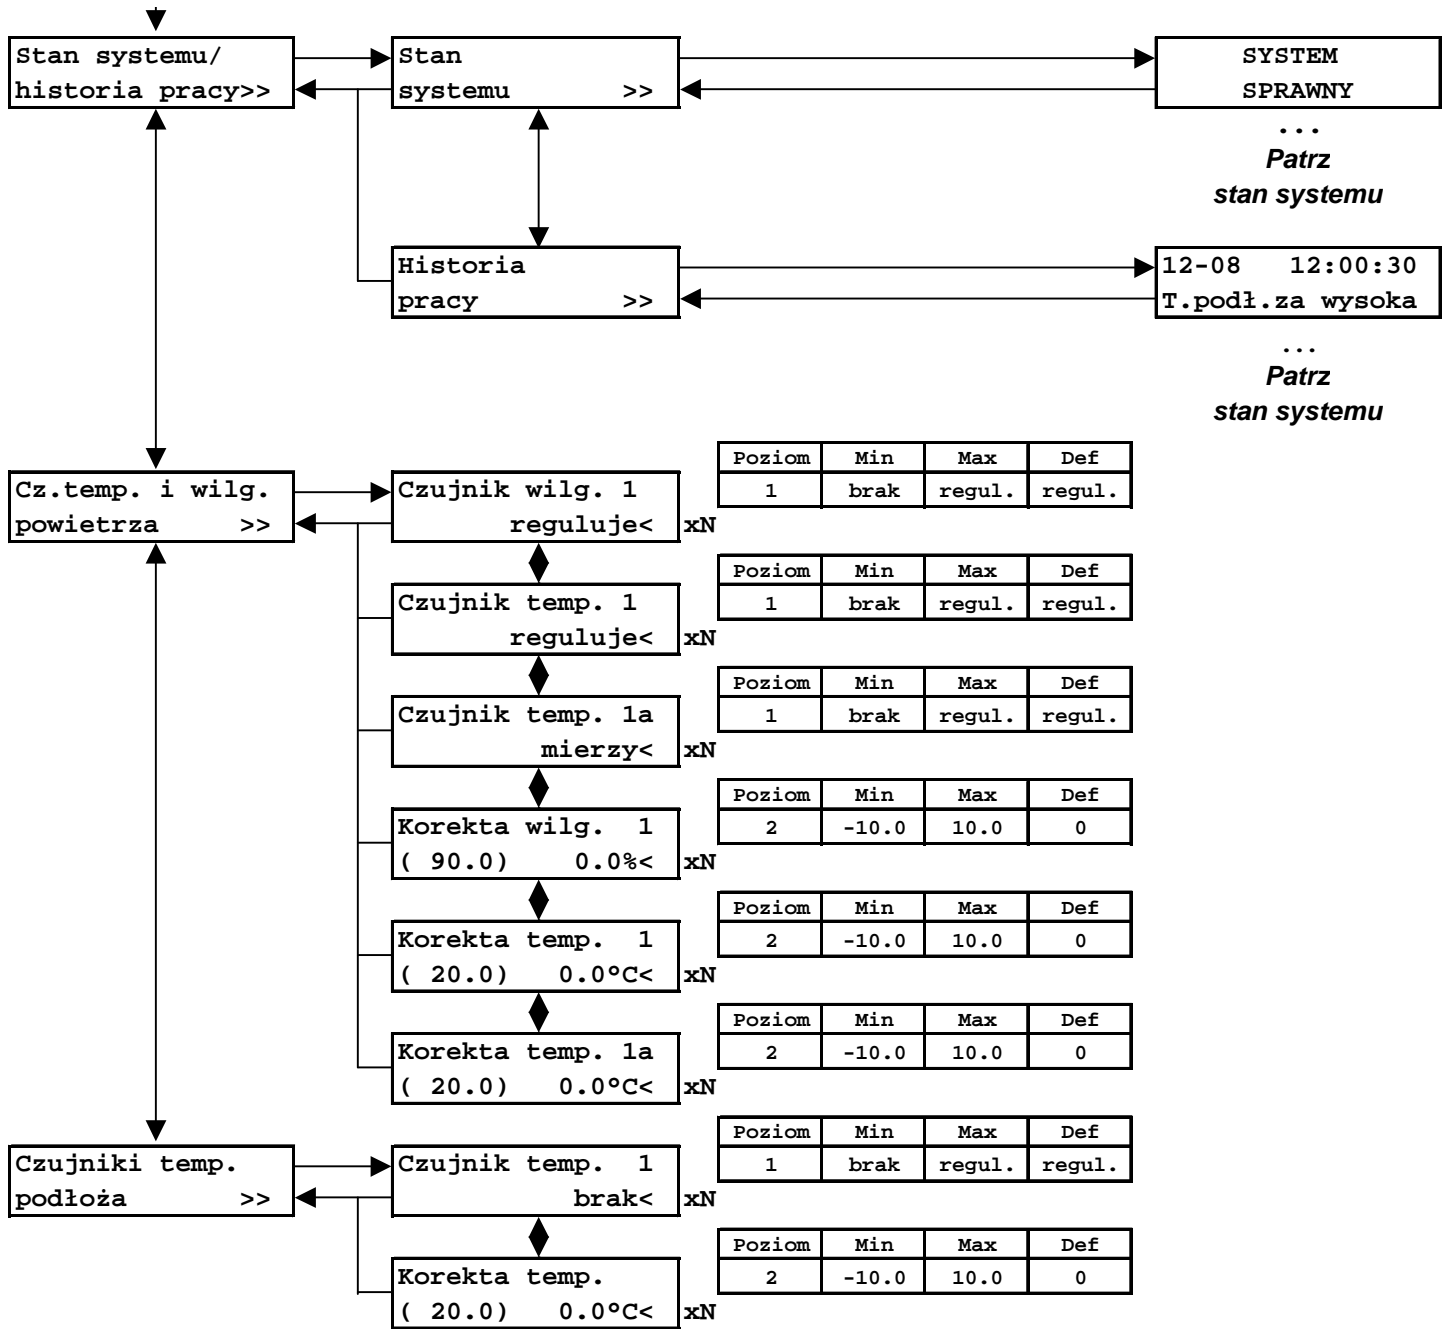 Stan systemu/
historia pracy>>
Stan
systemu >>
SYSTEM
SPRAWNY
...
Patrz
stan systemu
Historia
pracy >>
12-08 12:00:30
T.podł.za wysoka
...
Patrz
stan systemu
Cz.temp. i wilg.
powietrza >>
Czujnik wilg. 1
reguluje< xN
Poziom Min Max Def
1 brak regul. regul.
Czujnik temp. 1
reguluje< xN
Poziom Min Max Def
1 brak regul. regul.
Czujnik temp. 1a
mierzy< xN
Poziom Min Max Def
1 brak regul. regul.
Korekta wilg. 1
( 90.0) 0.0%< xN
Poziom Min Max Def
2 -10.0 10.0 0
Korekta temp. 1
( 20.0) 0.0°C< xN
Poziom Min Max Def
2 -10.0 10.0 0
Korekta temp. 1a
( 20.0) 0.0°C< xN
Poziom Min Max Def
2 -10.0 10.0 0
Czujniki temp.
podłoża >>
Czujnik temp. 1
brak< xN
Poziom Min Max Def
1 brak regul. regul.
Korekta temp.
( 20.0) 0.0°C< xN
Poziom Min Max Def
2 -10.0 10.0 0